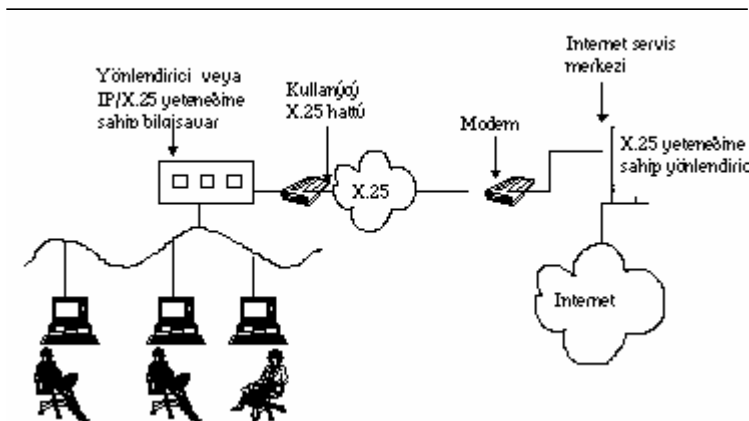 Internet servis
merkezi
Yönlendirici veya
IP/X.25 yeteneðine
sahip bilgisayar
Kullanýcý
X.25 hattý
Modem
X.25 yeteneðine
sahip yönlendiric
X.25
Internet